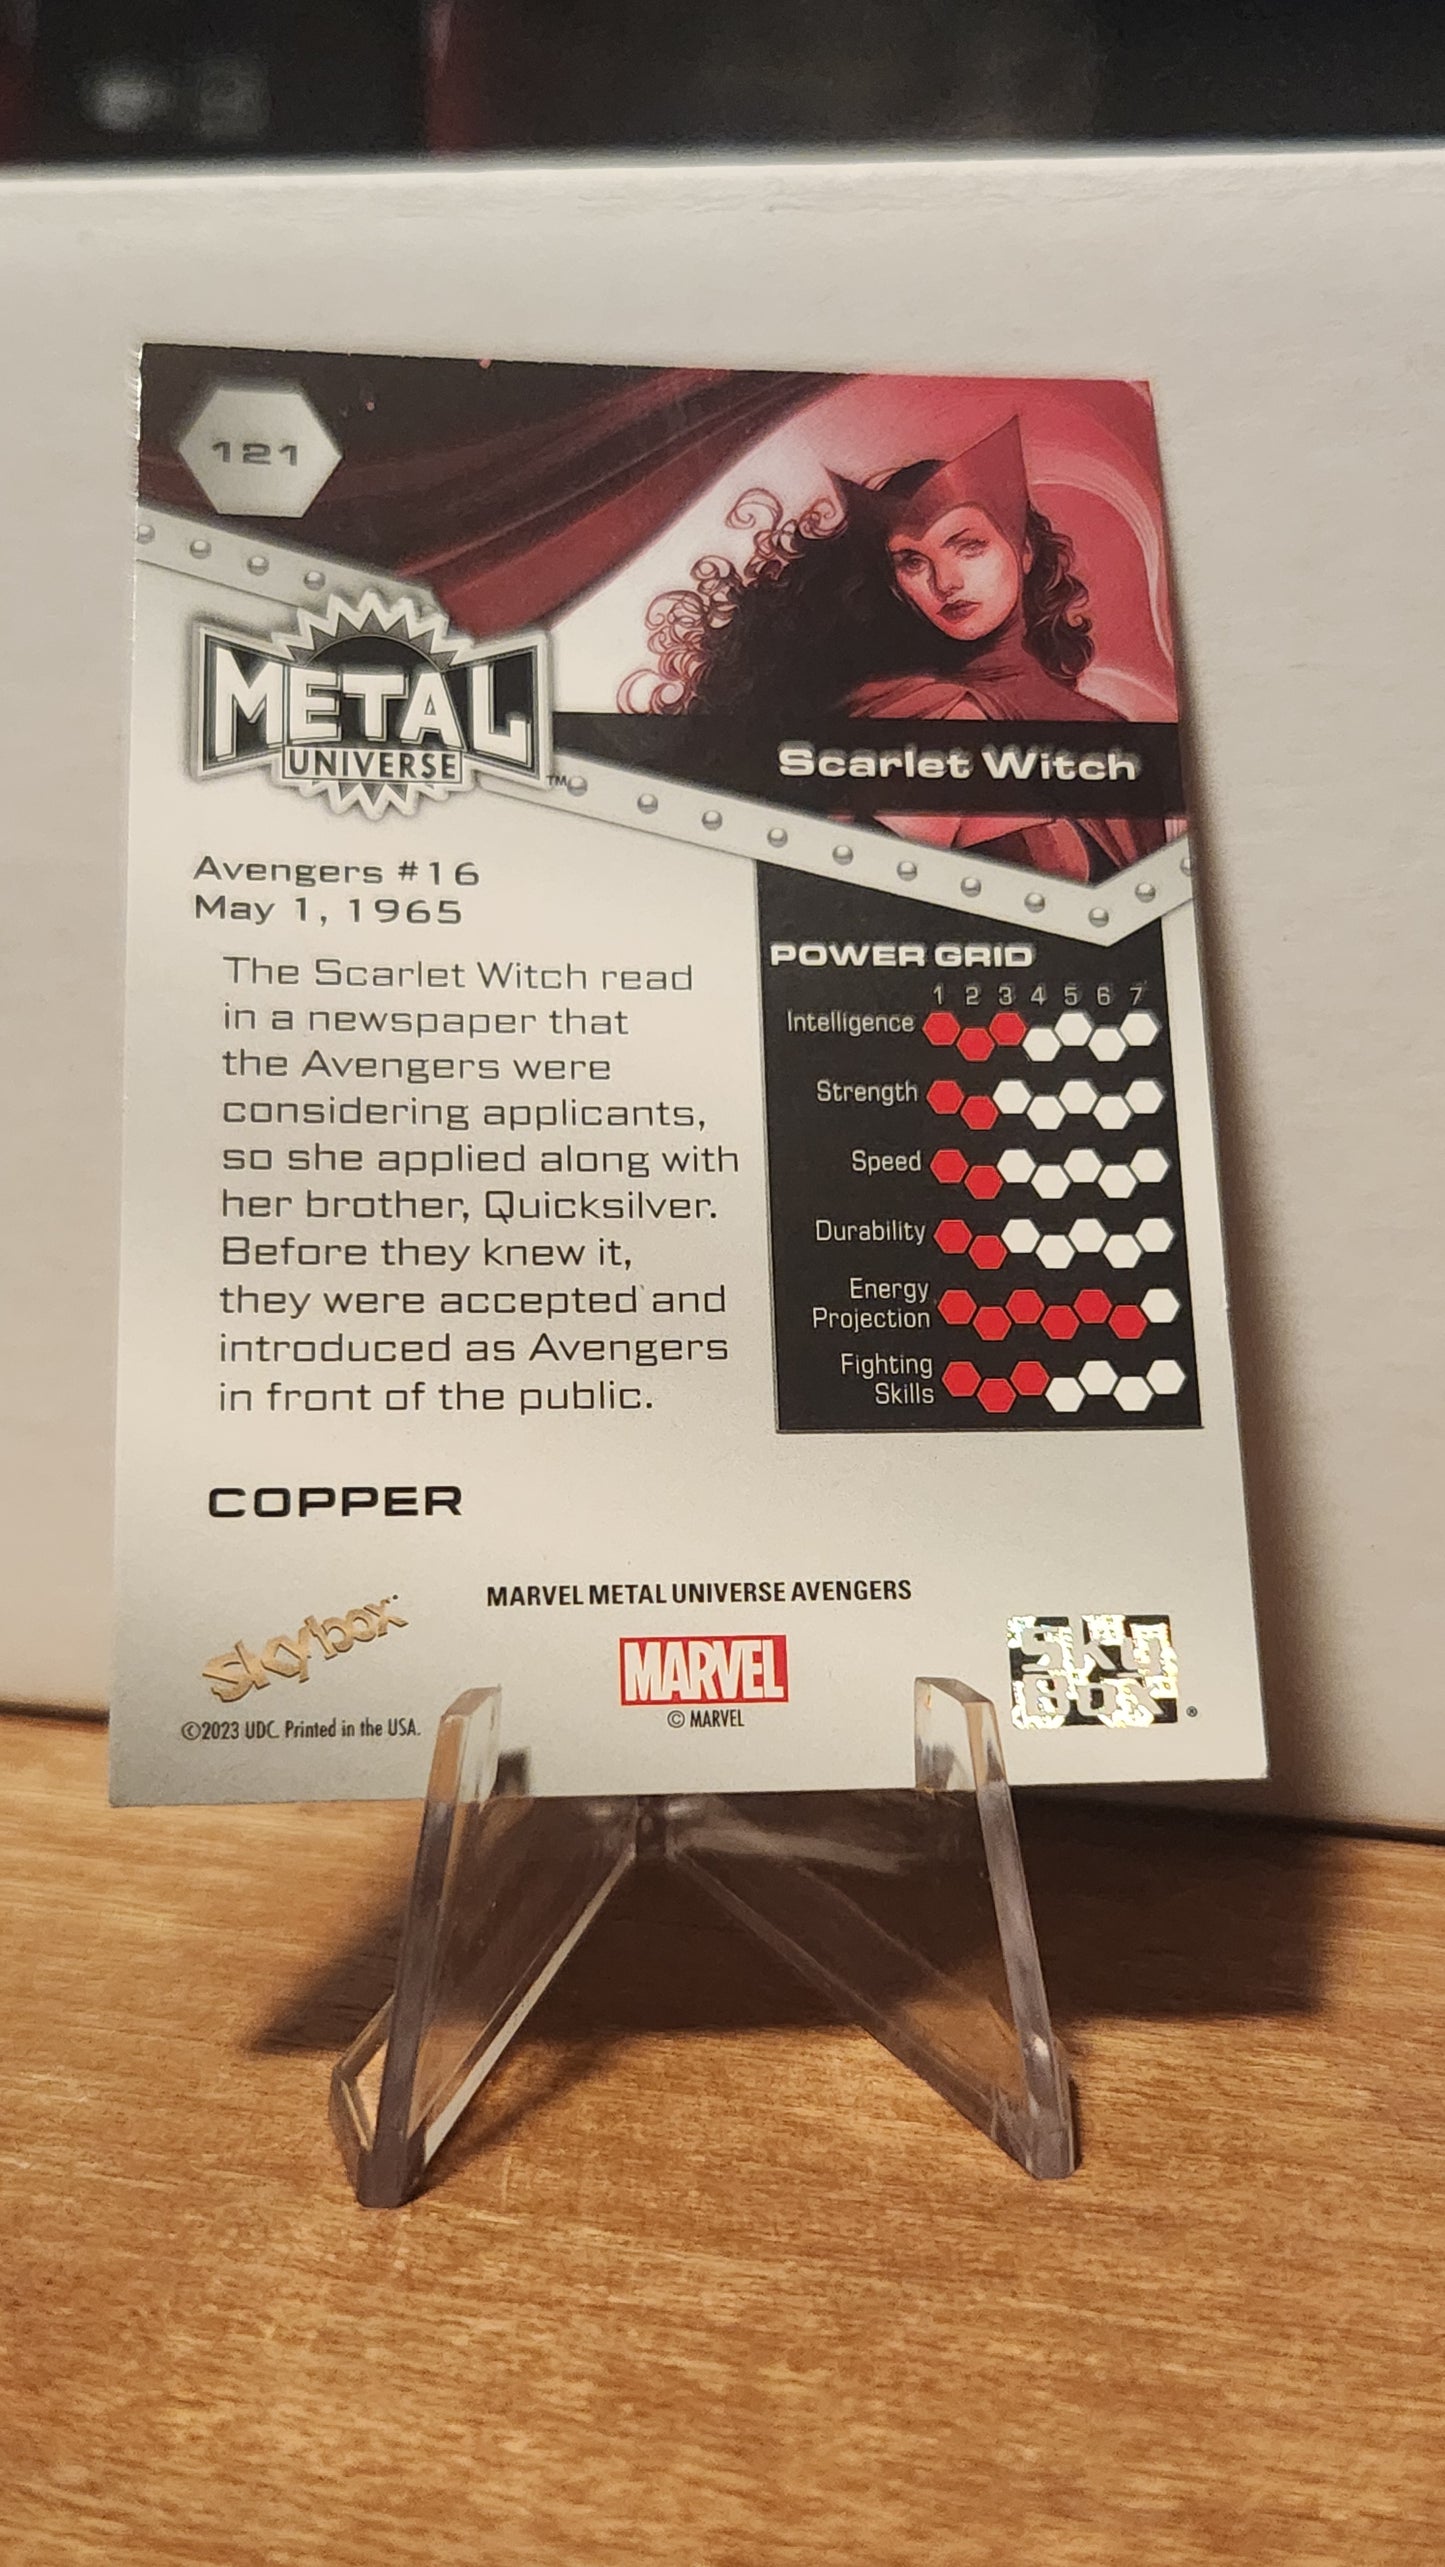 121
METAL
UNIVERSE™
Scarlet Witch
Avengers #16
May 1, 1965
The Scarlet Witch read
in a newspaper that
the Avengers were
considering applicants,
so she applied along with
her brother, Quicksilver.
Before they knew it,
they were accepted and
introduced as Avengers
in front of the public.
POWER GRID
1 2 3 4 5 6 7
Intelligence
Strength
Speed
Durability
Energy
Projection
Fighting
Skills
COPPER
MARVEL METAL UNIVERSE AVENGERS
Skybox
©2023 UDC. Printed in the USA.
MARVEL
© MARVEL
Sky
Box®